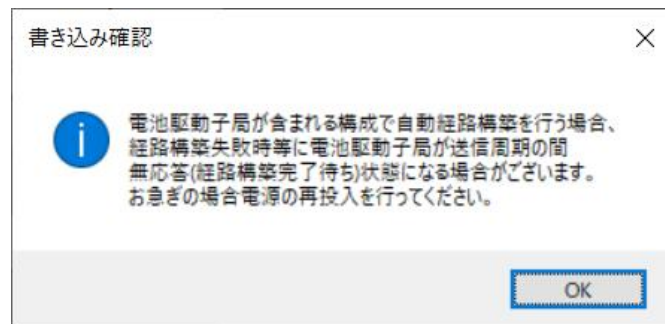 書き込み確認
電池駆動子局が含まれる構成で自動経路構築を行う場合、
経路構築失敗時等に電池駆動子局が送信周期の間
無応答(経路構築完了待ち)状態になる場合がございます。
お急ぎの場合電源の再投入を行ってください。
OK